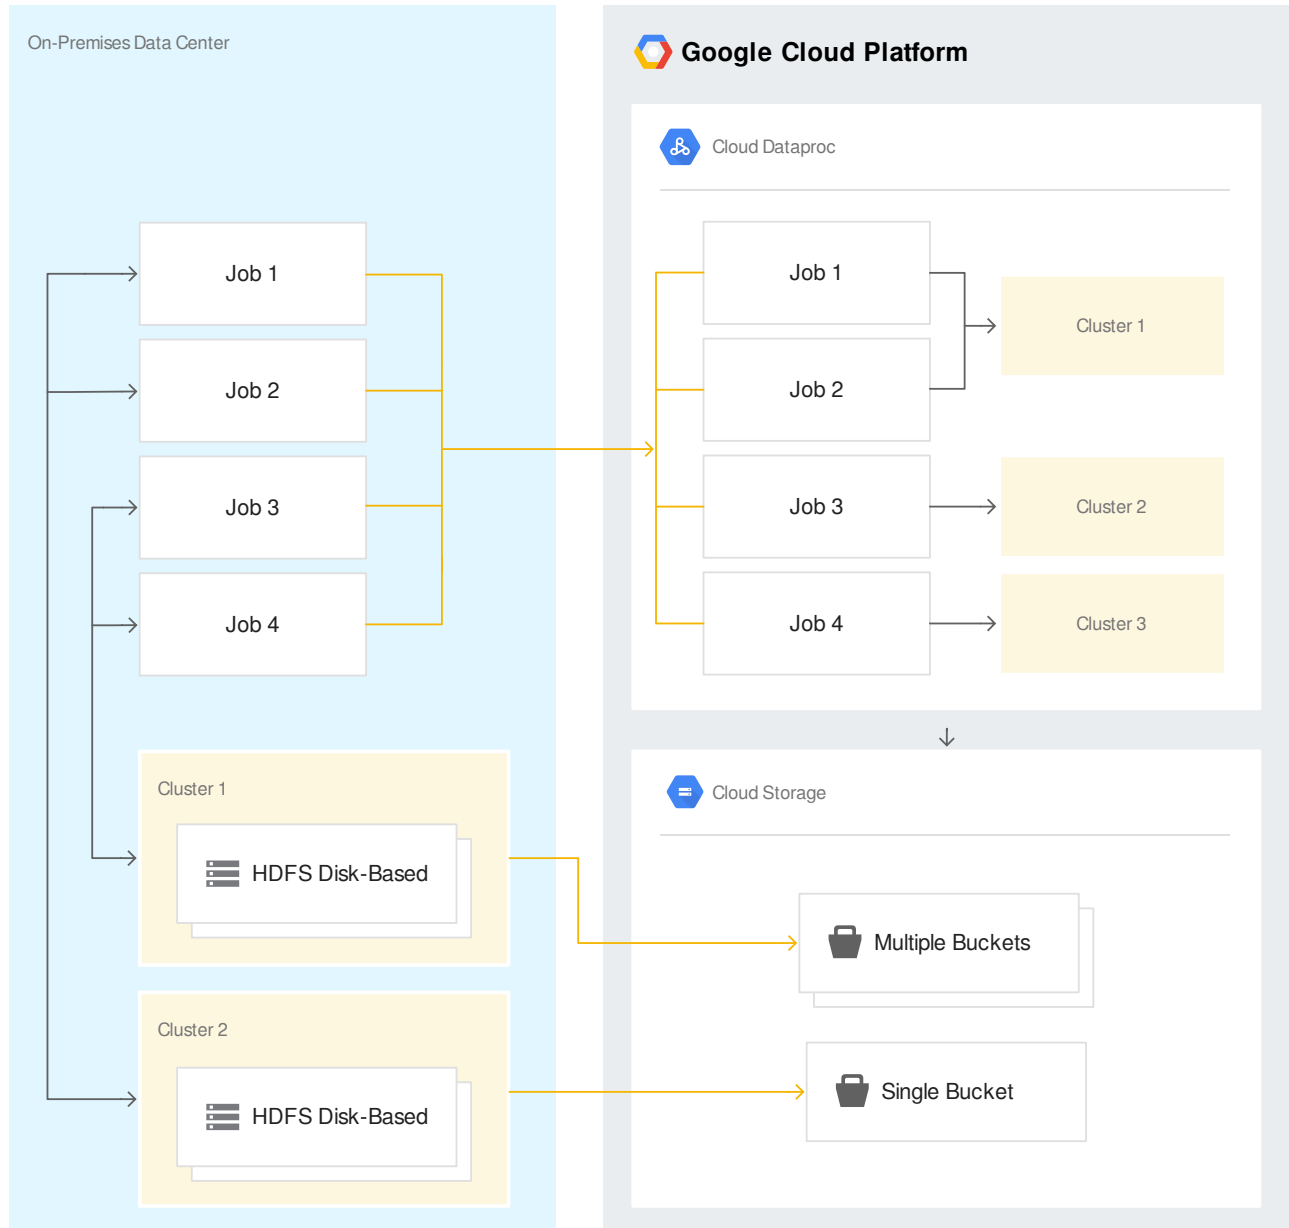 On-Premises Data Center
Job 1
Job 2
Job 3
Job 4
Cluster 1
HDFS Disk-Based
Cluster 2
HDFS Disk-Based
Google Cloud Platform
Cloud Dataproc
Job 1
Job 2
Job 3
Job 4
Cluster 1
Cluster 2
Cluster 3
Cloud Storage
Multiple Buckets
Single Bucket